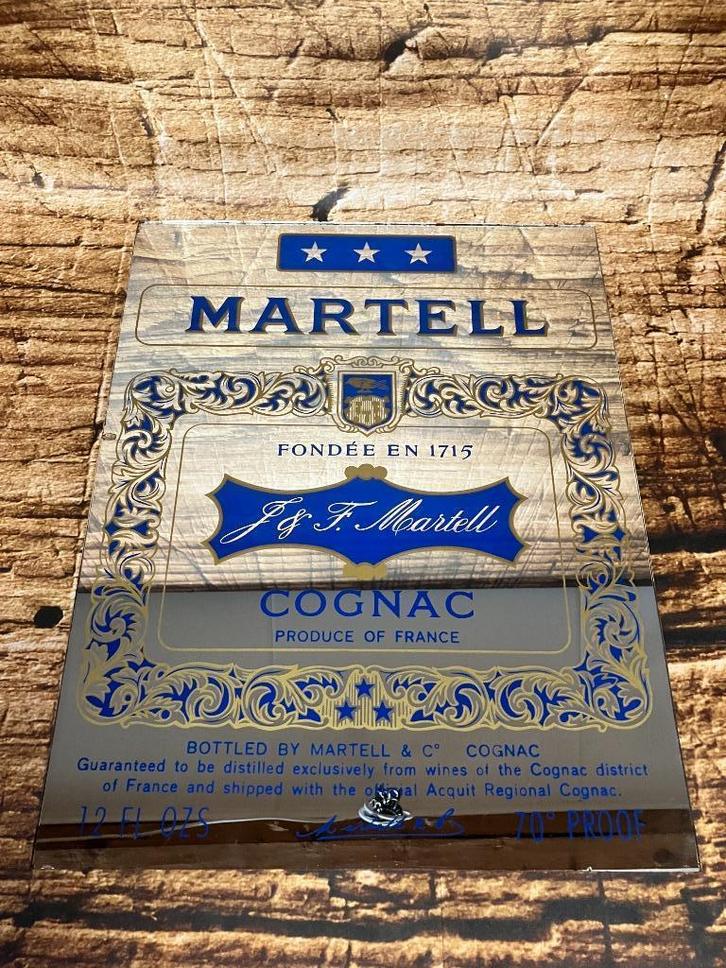 MARTELL
FONDÉE EN 1715
J & F. Martell
COGNAC
PRODUCE OF FRANCE
BOTTLED BY MARTELL & Cº COGNAC
Guaranteed to be distilled exclusively from wines of the Cognac district
of France and shipped with the Acquit Regional Cognac.
12 FL OZS 70° PROOF